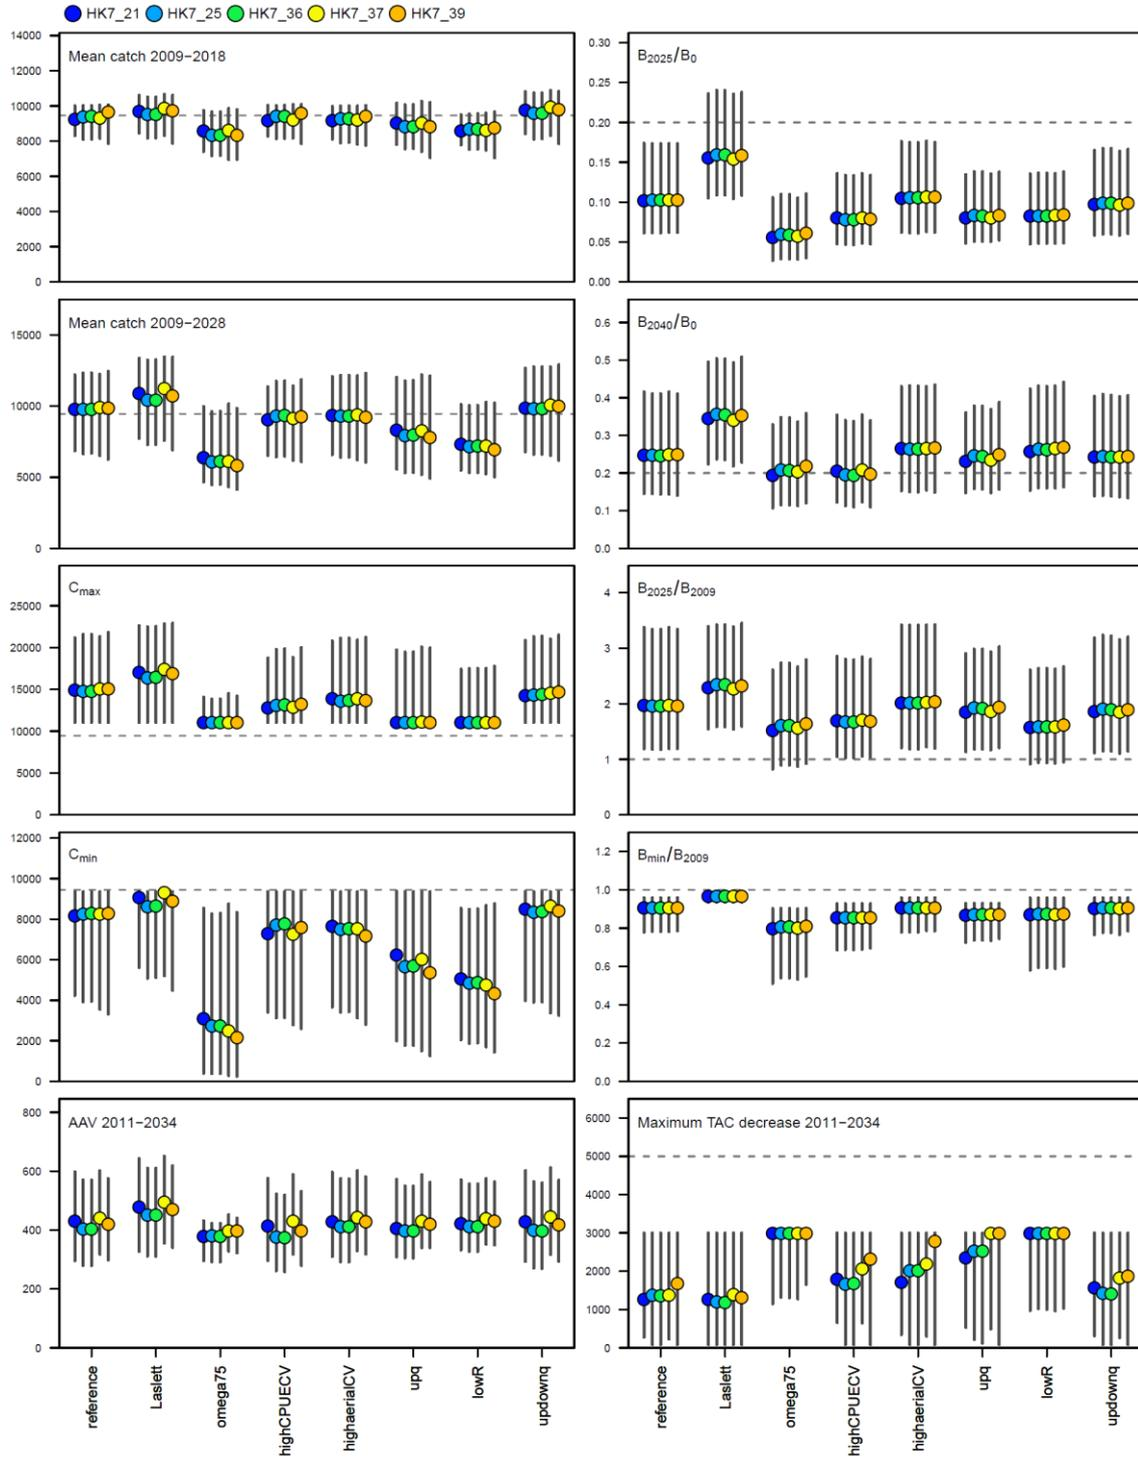 HK7_21 HK7_25 HK7_36 HK7_37 HK7_39
Mean catch 2009−2018
14000
12000
10000
8000
6000
4000
2000
0
B2025/B0
0.30
0.25
0.20
0.15
0.10
0.05
0.00
Mean catch 2009−2028
15000
10000
5000
0
B2040/B0
0.6
0.5
0.4
0.3
0.2
0.1
0.0
Cmax
25000
20000
15000
10000
5000
0
B2025/B2009
4
3
2
1
0
Cmin
12000
10000
8000
6000
4000
2000
0
Bmin/B2009
1.2
1.0
0.8
0.6
0.4
0.2
0.0
AAV 2011−2034
800
600
400
200
0
Maximum TAC decrease 2011−2034
6000
5000
4000
3000
2000
1000
0
reference
Laslett
omega75
highCPUECV
highaerialCV
upq
lowR
updownq
reference
Laslett
omega75
highCPUECV
highaerialCV
upq
lowR
updownq